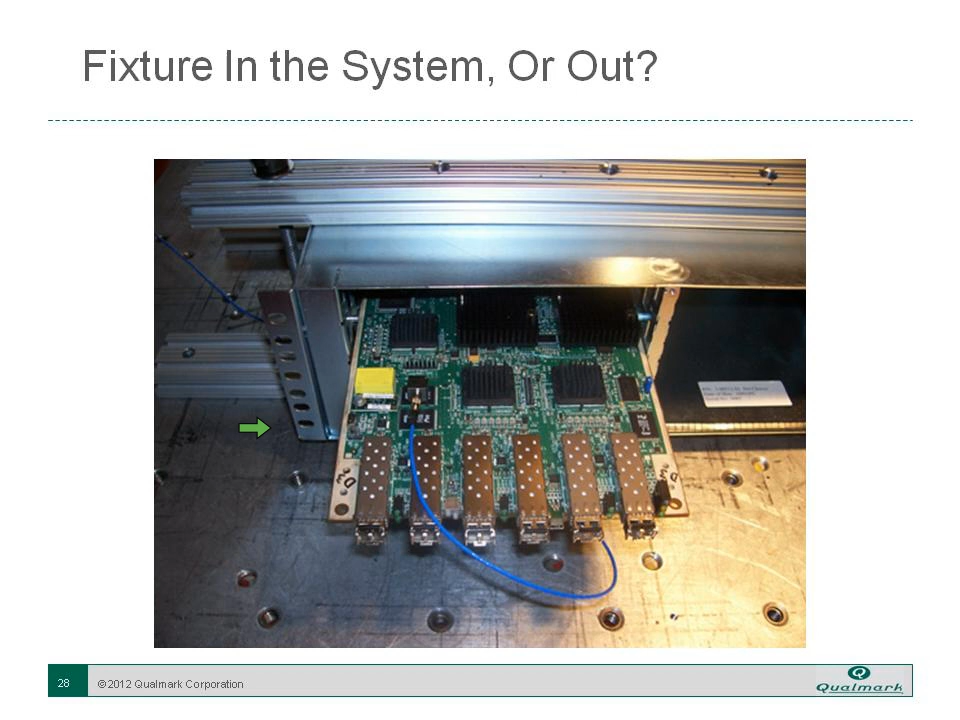 Fixture In the System, Or Out?
28
©2012 Qualmark Corporation
Qualmark